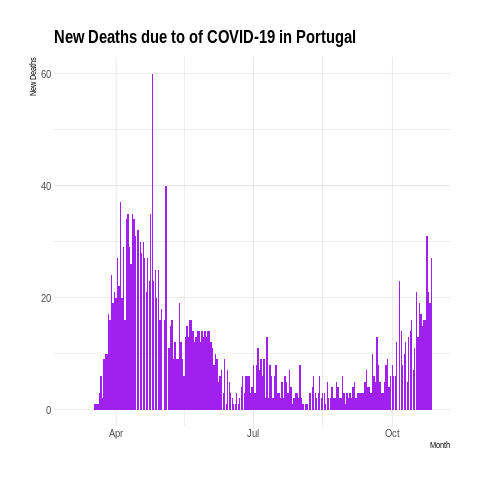 New Deaths due to of COVID-19 in Portugal
New Deaths
60
40
20
0
Apr
Jul
Oct
Month